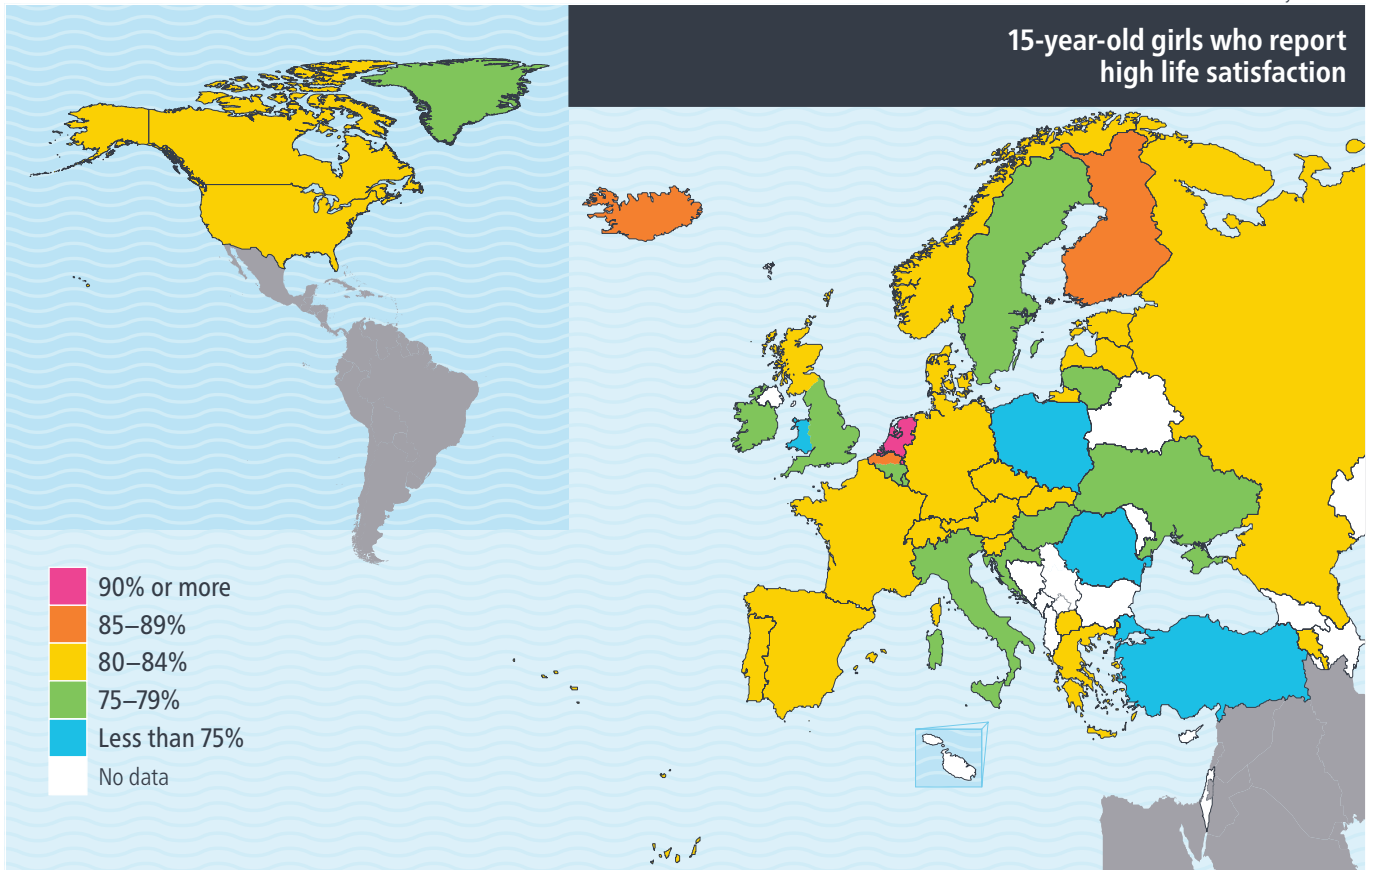 15-year-old girls who report
high life satisfaction
90% or more
85–89%
80–84%
75–79%
Less than 75%
No data